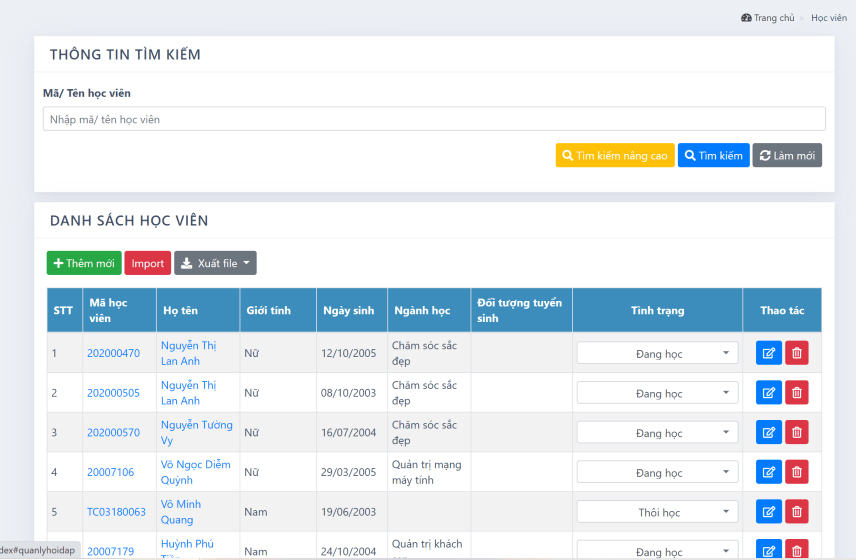 Trang chủ > Học viên
THÔNG TIN TÌM KIẾM
Mã/ Tên học viên
Nhập mã/ tên học viên
Tìm kiếm nâng cao Tìm kiếm Làm mới
DANH SÁCH HỌC VIÊN
Thêm mới Import Xuất file
STT Mã học viên Họ tên Giới tính Ngày sinh Ngành học Đối tượng tuyển sinh Tình trạng Thao tác
1 202000470 Nguyễn Thị Lan Anh Nữ 12/10/2005 Chăm sóc sắc đẹp Đang học
2 202000505 Nguyễn Thị Lan Anh Nữ 08/10/2003 Chăm sóc sắc đẹp Đang học
3 202000570 Nguyễn Tường Vy Nữ 16/07/2004 Chăm sóc sắc đẹp Đang học
4 20007106 Võ Ngọc Diễm Quỳnh Nữ 29/03/2005 Quản trị mạng máy tính Đang học
5 TC03180063 Võ Minh Quang Nam 19/06/2003 Thôi học
20007179 Huỳnh Phú Nam 24/10/2004 Quản trị khách Đang học
dex#quanlyhoidap